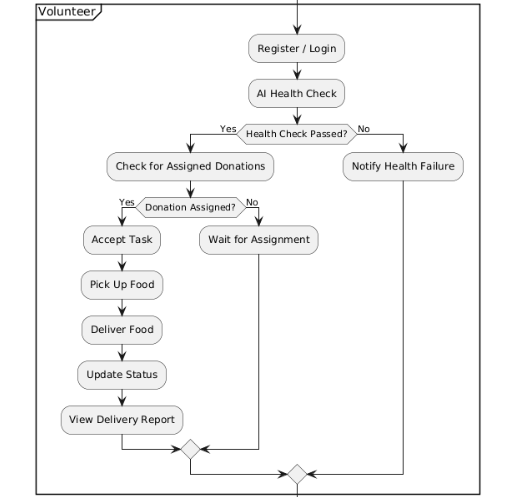 Volunteer
Register / Login
AI Health Check
Yes
Health Check Passed?
No
Check for Assigned Donations
Notify Health Failure
Yes
Donation Assigned?
No
Accept Task
Wait for Assignment
Pick Up Food
Deliver Food
Update Status
View Delivery Report